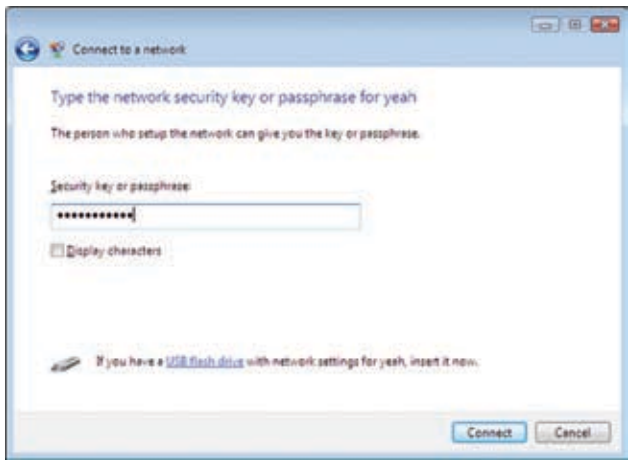 Connect to a network
Type the network security key or passphrase for yeah
The person who setup the network can give you the key or passphrase.
Security key or passphrase:
•••••••••••
Display characters
If you have a USB flash drive with network settings for yeah, insert it now.
Connect Cancel